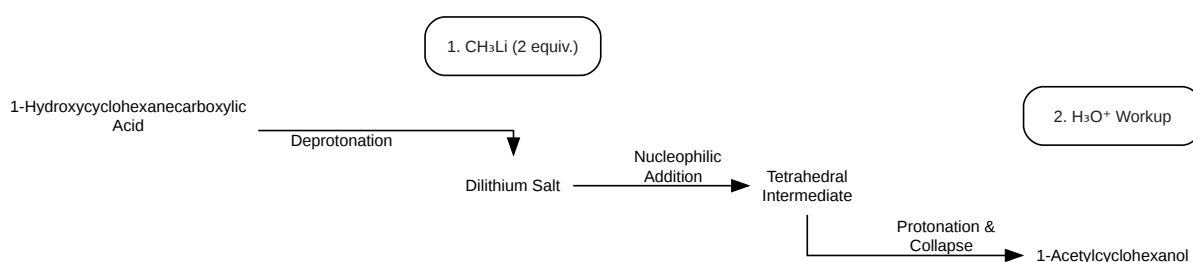 1. CH₃Li (2 equiv.)
1-Hydroxycyclohexanecarboxylic
Acid
Deprotonation
2. H₃O⁺ Workup
Dilithium Salt
Nucleophilic
Addition
Tetrahedral
Intermediate
Protonation &
Collapse
1-Acetylcyclohexanol